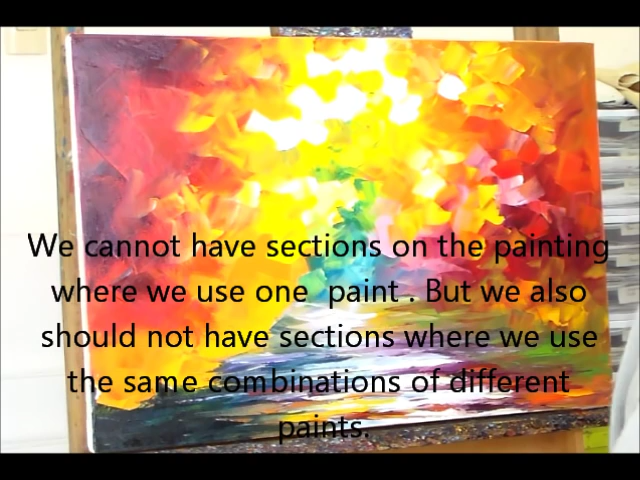 We cannot have sections on the painting
where we use one  paint . But we also
should not have sections where we use
the same combinations of different
paints.